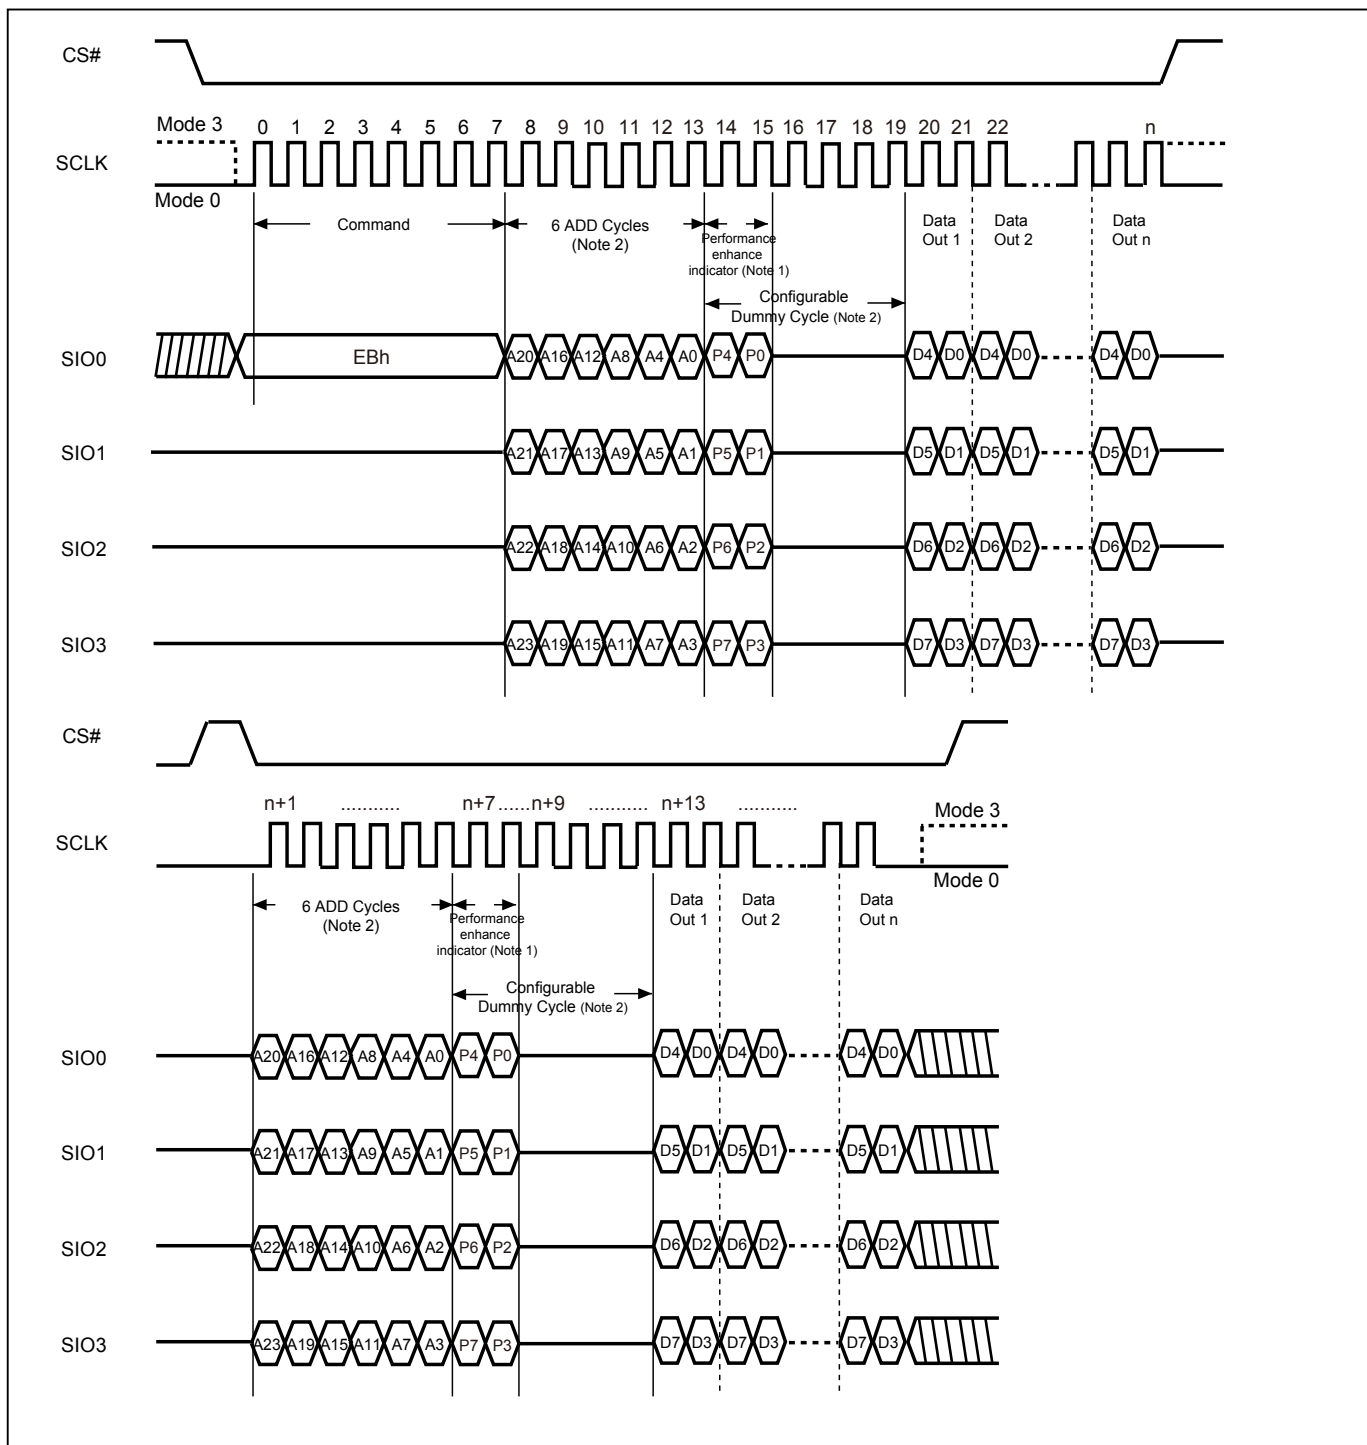 CS#
Mode 3
0 1 2 3 4 5 6 7 8 9 10 11 12 13 14 15 16 17 18 19 20 21 22 n
SCLK
Mode 0
Command
6 ADD Cycles
(Note 2)
Performance
enhance
indicator (Note 1)
Data
Out 1
Data
Out 2
Data
Out n
Configurable
Dummy Cycle (Note 2)
SIO0 EBh A20 A16 A12 A8 A4 A0 P4 P0 D4 D0 D4 D0 D4 D0
SIO1 A21 A17 A13 A9 A5 A1 P5 P1 D5 D1 D5 D1 D5 D1
SIO2 A22 A18 A14 A10 A6 A2 P6 P2 D6 D2 D6 D2 D6 D2
SIO3 A23 A19 A15 A11 A7 A3 P7 P3 D7 D3 D7 D3 D7 D3
CS#
n+1 ........... n+7 ......n+9 ........... n+13 ...........
Mode 3
SCLK
Mode 0
6 ADD Cycles
(Note 2)
Performance
enhance
indicator (Note 1)
Data
Out 1
Data
Out 2
Data
Out n
Configurable
Dummy Cycle (Note 2)
SIO0 A20 A16 A12 A8 A4 A0 P4 P0 D4 D0 D4 D0 D4 D0
SIO1 A21 A17 A13 A9 A5 A1 P5 P1 D5 D1 D5 D1 D5 D1
SIO2 A22 A18 A14 A10 A6 A2 P6 P2 D6 D2 D6 D2 D6 D2
SIO3 A23 A19 A15 A11 A7 A3 P7 P3 D7 D3 D7 D3 D7 D3